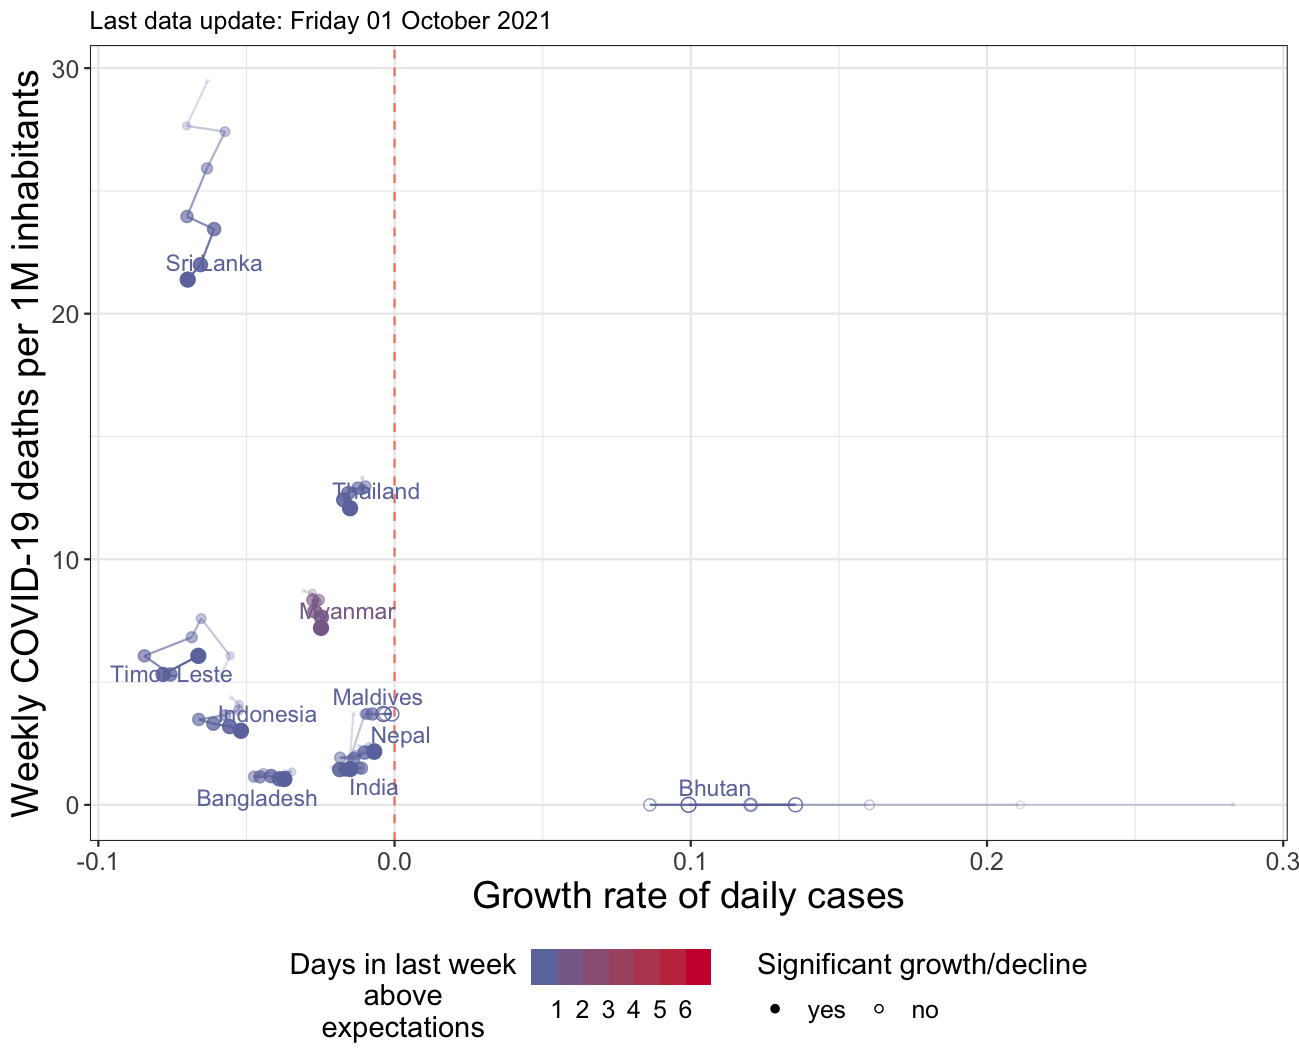 Last data update: Friday 01 October 2021
Weekly COVID-19 deaths per 1M inhabitants
30
20
10
0
Sri Lanka
Thailand
Myanmar
Timor-Leste
Maldives
Indonesia
Nepal
India
Bhutan
Bangladesh
-0.1
0.0
0.1
0.2
0.3
Growth rate of daily cases
Days in last week
above
expectations
1 2 3 4 5 6
Significant growth/decline
yes
no